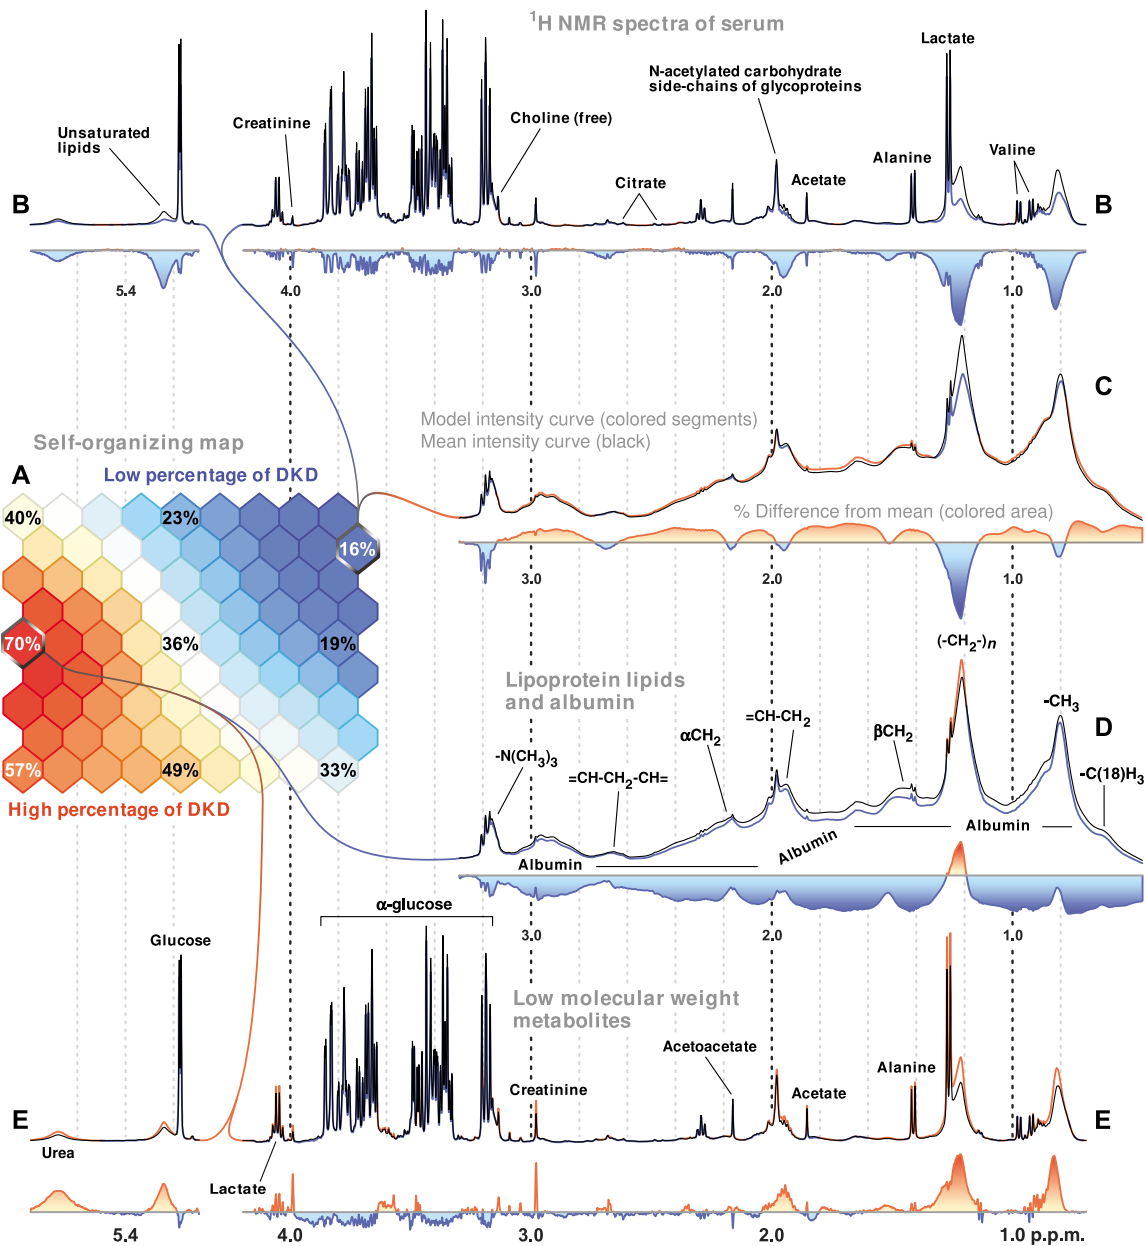 ¹H NMR spectra of serum
Lactate
N-acetylated carbohydrate
side-chains of glycoproteins
Unsaturated
lipids
Creatinine
Choline (free)
Citrate
Acetate
Alanine
Valine
B
B
5.4
4.0
3.0
2.0
1.0
C
Model intensity curve (colored segments)
Mean intensity curve (black)
Self-organizing map
A
Low percentage of DKD
40%
23%
16%
% Difference from mean (colored area)
3.0
2.0
1.0
70%
36%
19%
(-CH₂-)n
Lipoprotein lipids
and albumin
-N(CH₃)₃
=CH-CH₂-CH=
αCH₂
=CH-CH₂
βCH₂
-CH₃
D
-C(18)H₃
57%
49%
33%
High percentage of DKD
Albumin
Albumin
Albumin
3.0
2.0
1.0
α-glucose
Glucose
Low molecular weight
metabolites
Acetoacetate
Creatinine
Acetate
Alanine
E
E
Urea
Lactate
5.4
4.0
3.0
2.0
1.0 p.p.m.